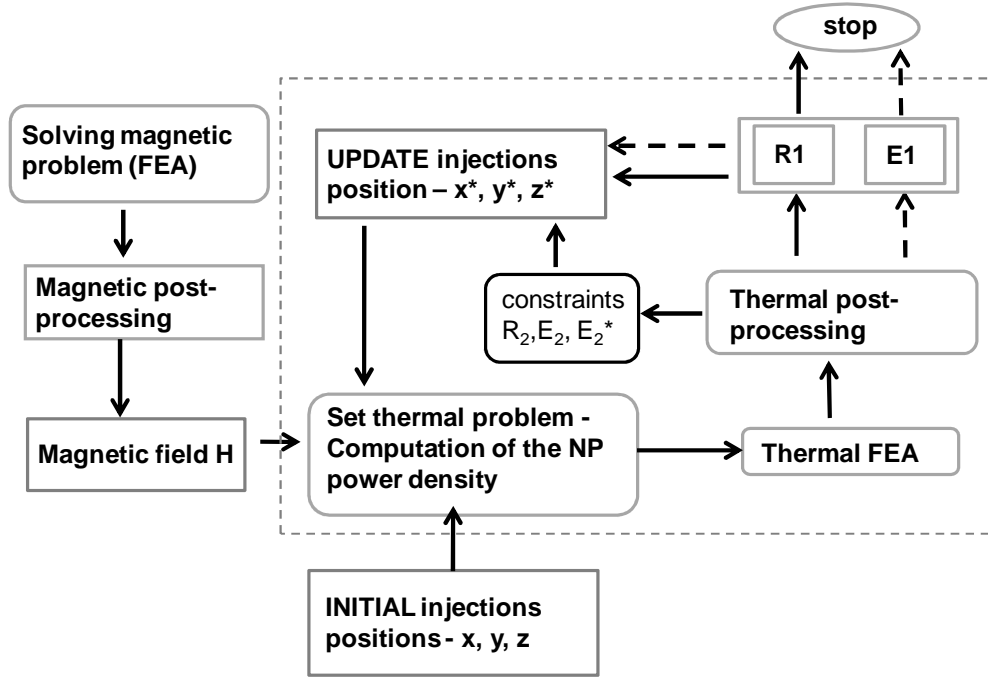 stop
Solving magnetic
problem (FEA)
UPDATE injections
position – x*, y*, z*
R1
E1
Magnetic post-
processing
constraints
R2,E2, E2*
Thermal post-
processing
Magnetic field H
Set thermal problem -
Computation of the NP
power density
Thermal FEA
INITIAL injections
positions - x, y, z